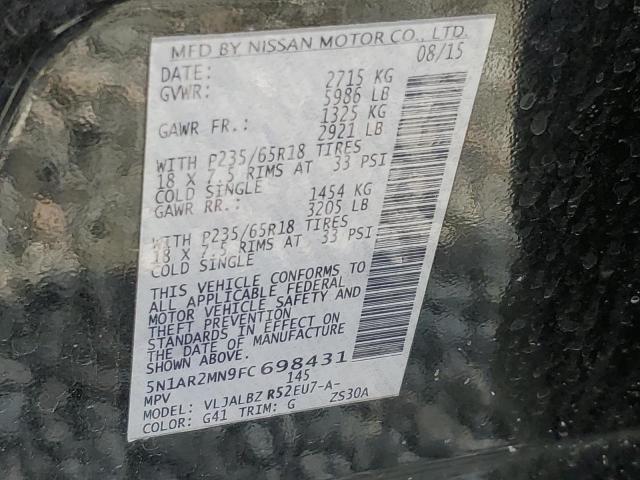 MFD BY NISSAN MOTOR CO., LTD.
DATE: 08/15
GVWR: 2715 KG
5986 LB
GAWR FR.: 1325 KG
2921 LB
WITH P235/65R18 TIRES
18 X 7.5 RIMS AT 33 PSI
COLD SINGLE
GAWR RR.: 1454 KG
3205 LB
WITH P235/65R18 TIRES
18 X 7.5 RIMS AT 33 PSI
COLD SINGLE
THIS VEHICLE CONFORMS TO
ALL APPLICABLE FEDERAL
MOTOR VEHICLE SAFETY AND
THEFT PREVENTION
STANDARDS IN EFFECT ON
THE DATE OF MANUFACTURE
SHOWN ABOVE.
5N1AR2MN9FC698431
MPV 145
MODEL: VLJALBZ R52EU7-A-
COLOR: G41 TRIM: G ZS30A